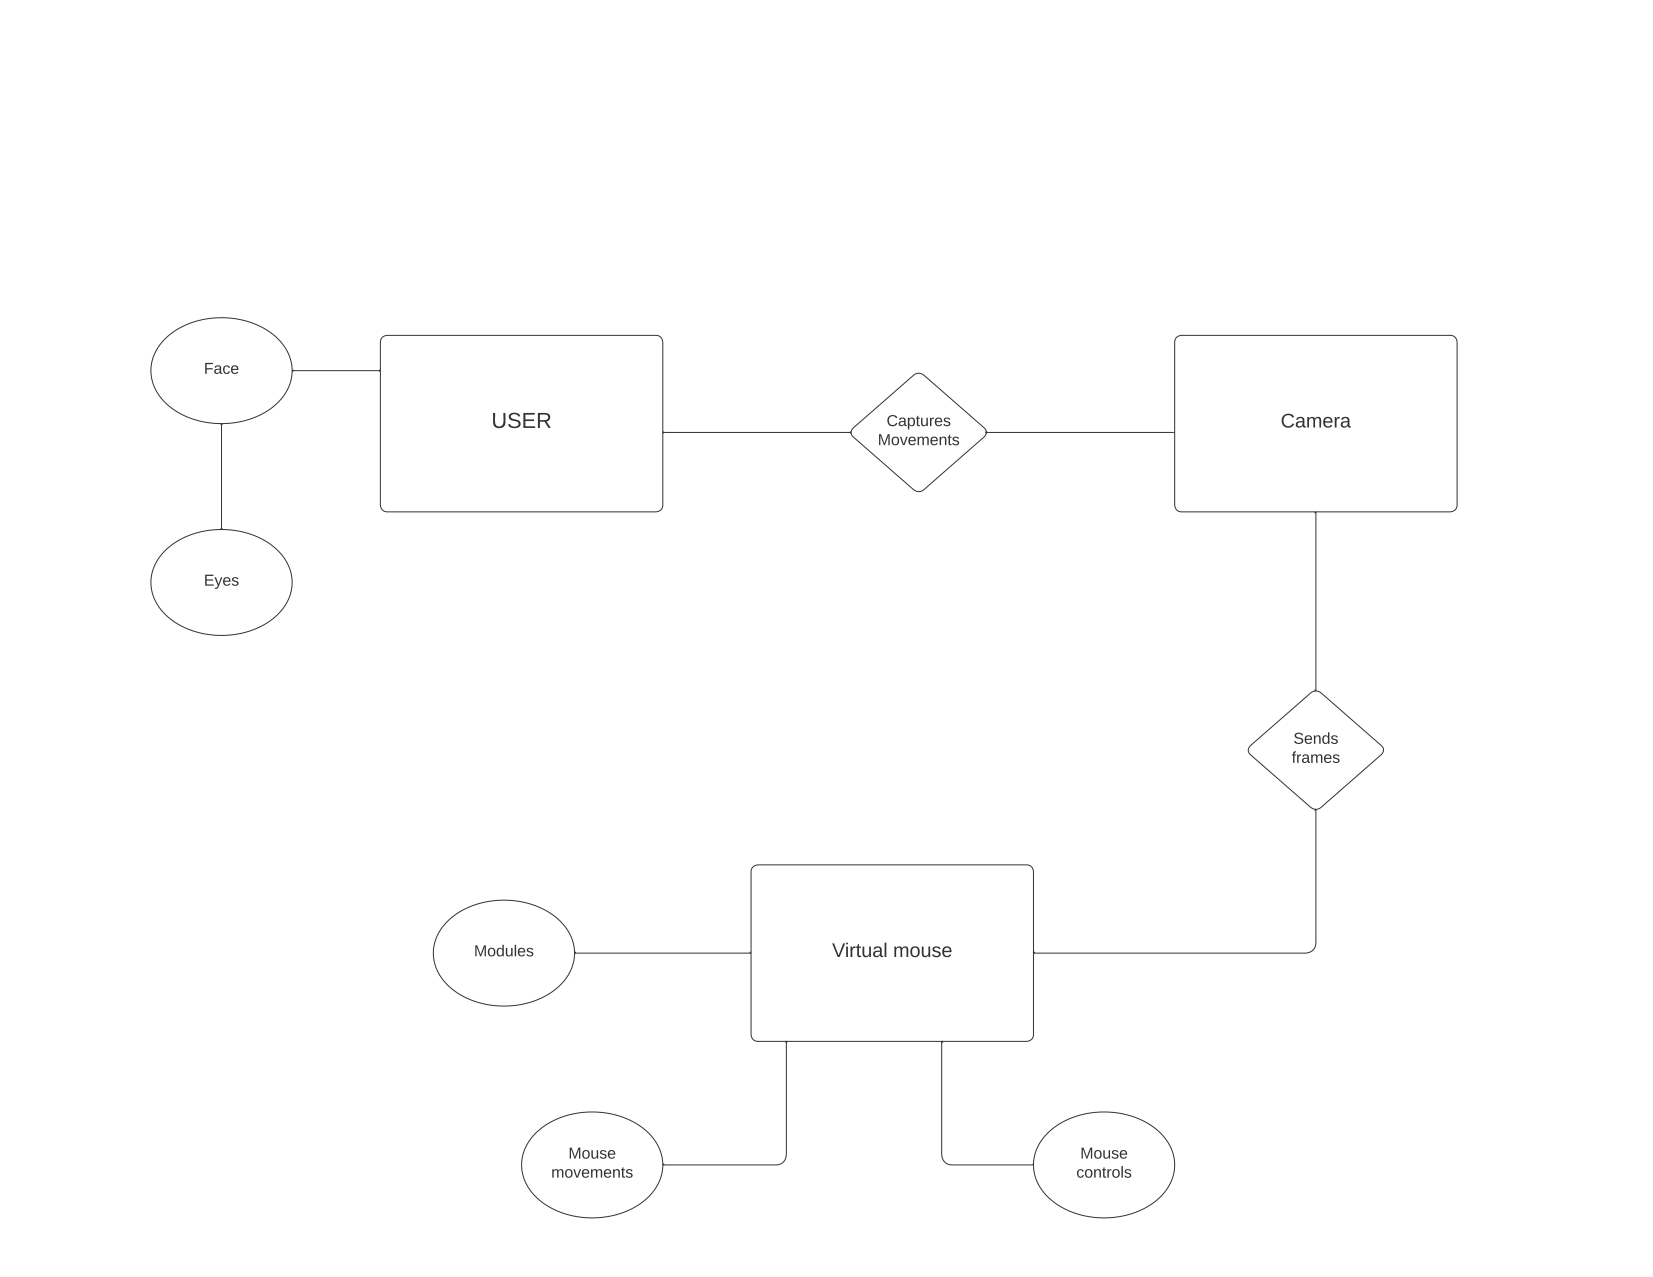 Face
USER
Captures
Movements
Camera
Eyes
Sends
frames
Modules
Virtual mouse
Mouse
movements
Mouse
controls